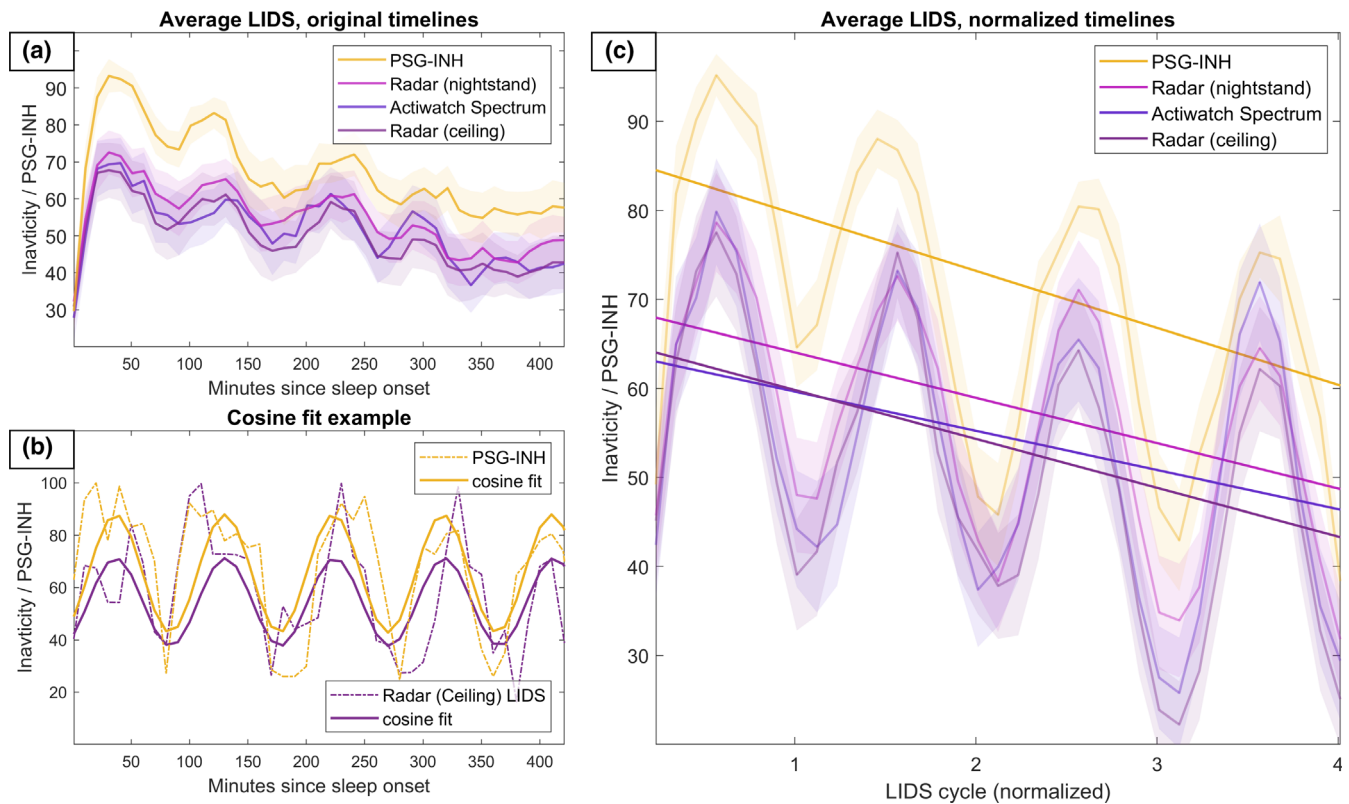 Average LIDS, original timelines
(a)
PSG-INH
Radar (nightstand)
Actiwatch Spectrum
Radar (ceiling)
Inavticity / PSG-INH
90
80
70
60
50
40
30
50 100 150 200 250 300 350 400
Minutes since sleep onset
Cosine fit example
(b)
PSG-INH
cosine fit
Inavticity / PSG-INH
100
80
60
40
20
Radar (Ceiling) LIDS
cosine fit
50 100 150 200 250 300 350 400
Minutes since sleep onset
Average LIDS, normalized timelines
(c)
PSG-INH
Radar (nightstand)
Actiwatch Spectrum
Radar (ceiling)
Inavticity / PSG-INH
90
80
70
60
50
40
30
1 2 3 4
LIDS cycle (normalized)